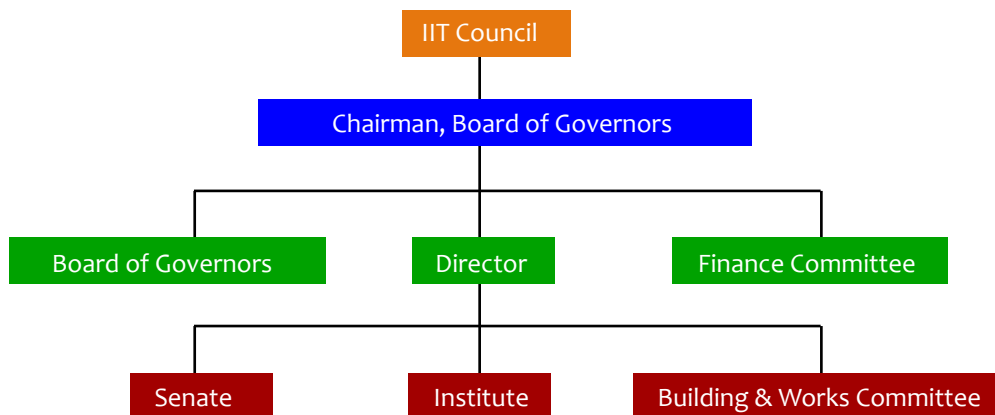 IIT Council
Chairman, Board of Governors
Board of Governors
Director
Finance Committee
Senate
Institute
Building & Works Committee